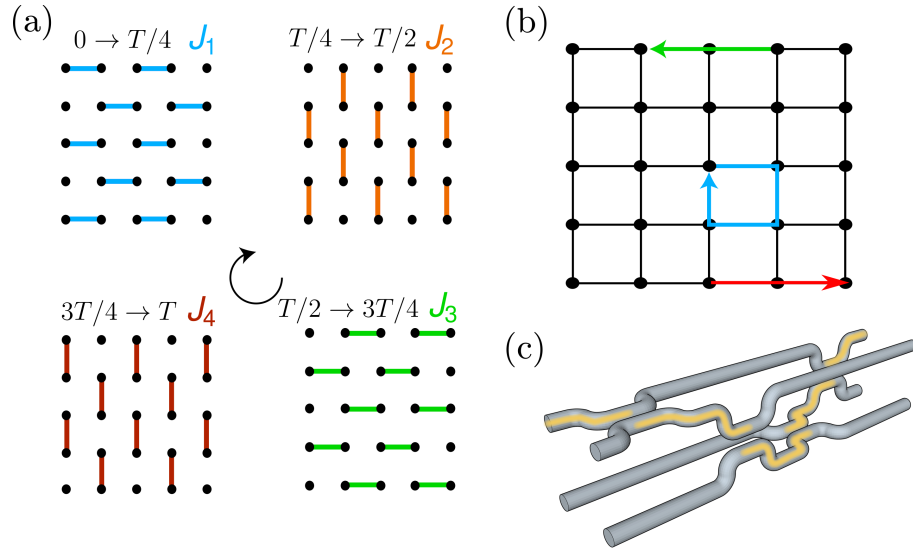 (a)
0 → T/4 J₁
T/4 → T/2 J₂
3T/4 → T J₄
T/2 → 3T/4 J₃
(b)
(c)